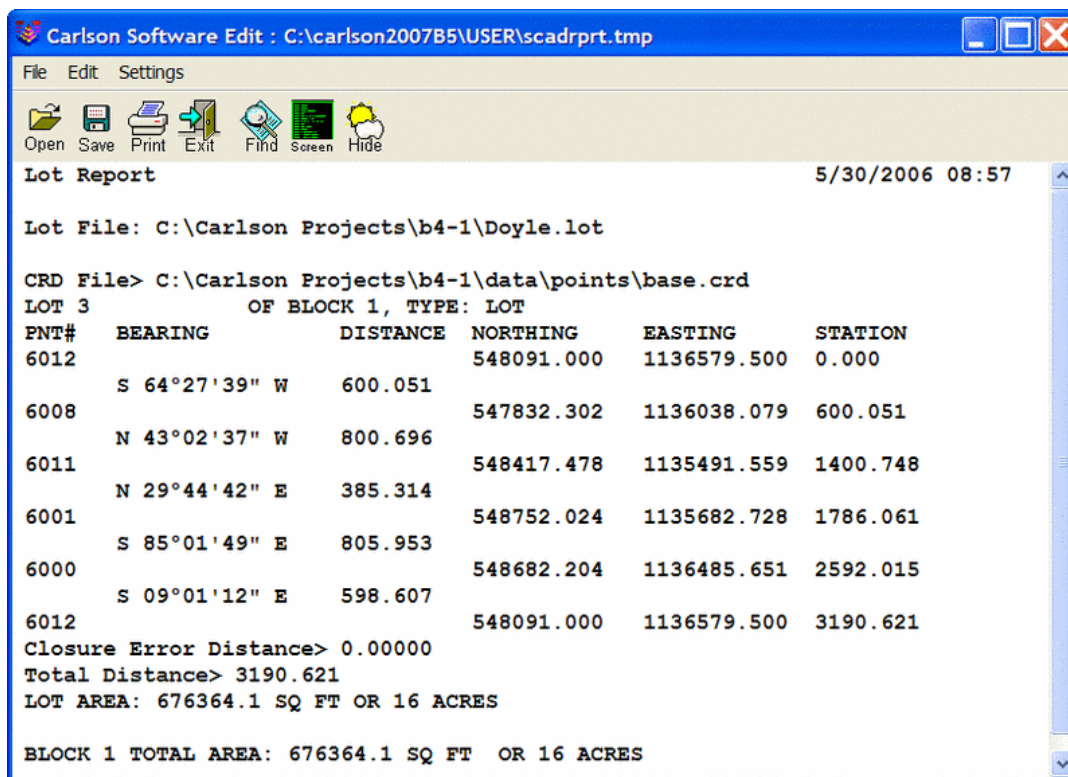 Carlson Software Edit : C:\carlson2007B5\USER\scadrprt.tmp
File Edit Settings
Open Save Print Exit Find Screen Hide
Lot Report 5/30/2006 08:57
Lot File: C:\Carlson Projects\b4-1\Doyle.lot
CRD File> C:\Carlson Projects\b4-1\data\points\base.crd
LOT 3 OF BLOCK 1, TYPE: LOT
PNT# BEARING DISTANCE NORTHING EASTING STATION
6012 548091.000 1136579.500 0.000
S 64°27'39" W 600.051
6008 547832.302 1136038.079 600.051
N 43°02'37" W 800.696
6011 548417.478 1135491.559 1400.748
N 29°44'42" E 385.314
6001 548752.024 1135682.728 1786.061
S 85°01'49" E 805.953
6000 548682.204 1136485.651 2592.015
S 09°01'12" E 598.607
6012 548091.000 1136579.500 3190.621
Closure Error Distance> 0.00000
Total Distance> 3190.621
LOT AREA: 676364.1 SQ FT OR 16 ACRES
BLOCK 1 TOTAL AREA: 676364.1 SQ FT OR 16 ACRES